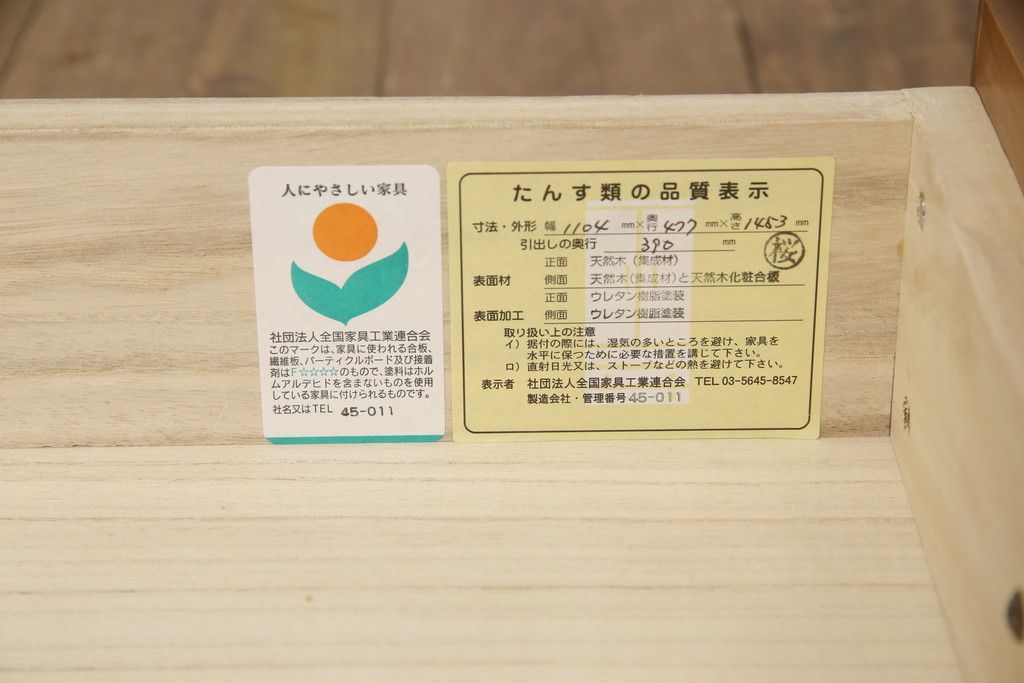 人にやさしい家具
社団法人全国家具工業連合会
このマークは、家具に使われる合板、
繊維板、パーティクルボード及び接着
剤はF☆☆☆☆のもので、塗料はホル
ムアルデヒドを含まないものを使用
している家具に付けられるものです。
社名又はTEL 45-011
たんす類の品質表示
寸法・外形 幅 1104 mm×奥行 477 mm×高さ 1453 mm
引出しの奥行 390 mm
桜
正面 天然木(集成材)
表面材 側面 天然木(集成材)と天然木化粧合板
正面 ウレタン樹脂塗装
表面加工 側面 ウレタン樹脂塗装
取り扱い上の注意
イ)据付の際には、湿気の多いところを避け、家具を
水平に保つために必要な措置を講じて下さい。
ロ)直射日光又は、ストーブなどの熱を避けて下さい。
表示者 社団法人全国家具工業連合会 TEL 03-5645-8547
製造会社・管理番号 45-011